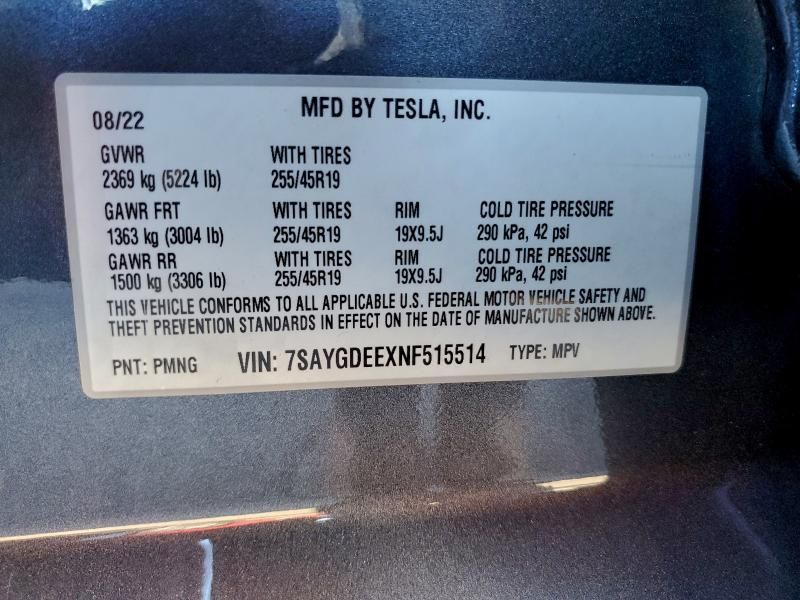 08/22 MFD BY TESLA, INC.
GVWR WITH TIRES
2369 kg (5224 lb) 255/45R19
GAWR FRT WITH TIRES RIM COLD TIRE PRESSURE
1363 kg (3004 lb) 255/45R19 19X9.5J 290 kPa, 42 psi
GAWR RR WITH TIRES RIM COLD TIRE PRESSURE
1500 kg (3306 lb) 255/45R19 19X9.5J 290 kPa, 42 psi
THIS VEHICLE CONFORMS TO ALL APPLICABLE U.S. FEDERAL MOTOR VEHICLE SAFETY AND
THEFT PREVENTION STANDARDS IN EFFECT ON THE DATE OF MANUFACTURE SHOWN ABOVE.
PNT: PMNG VIN: 7SAYGDEEXNF515514 TYPE: MPV